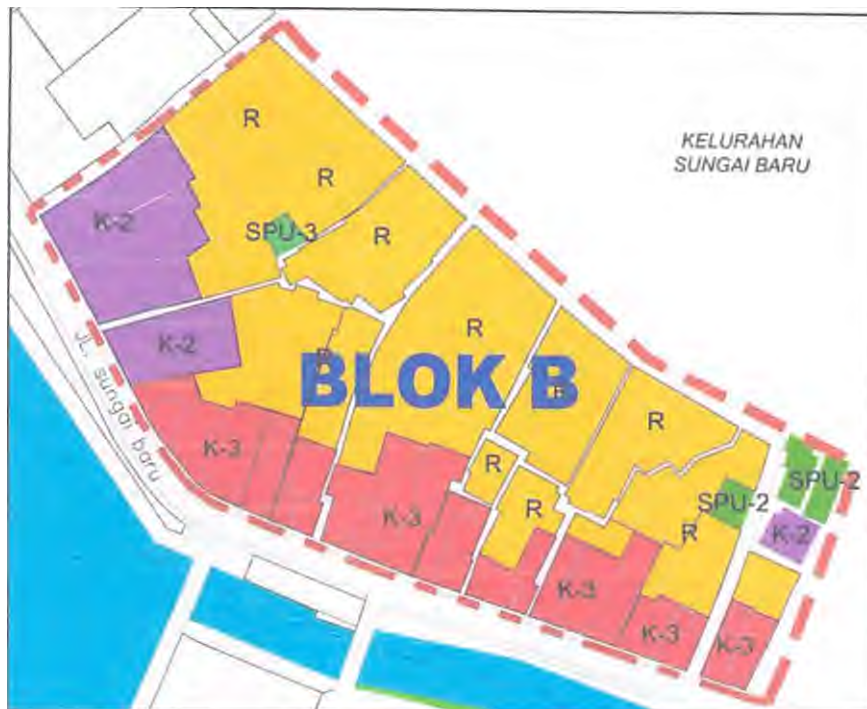 R
KELURAHAN
SUNGAI BARU
R
K-2
SPU-3
R
JL. sungai baru
K-2
R
R
BLOK B
R
R
K-3
R
SPU-2
SPU-2
K-3
R
R
K-2
K-3
K-3
K-3